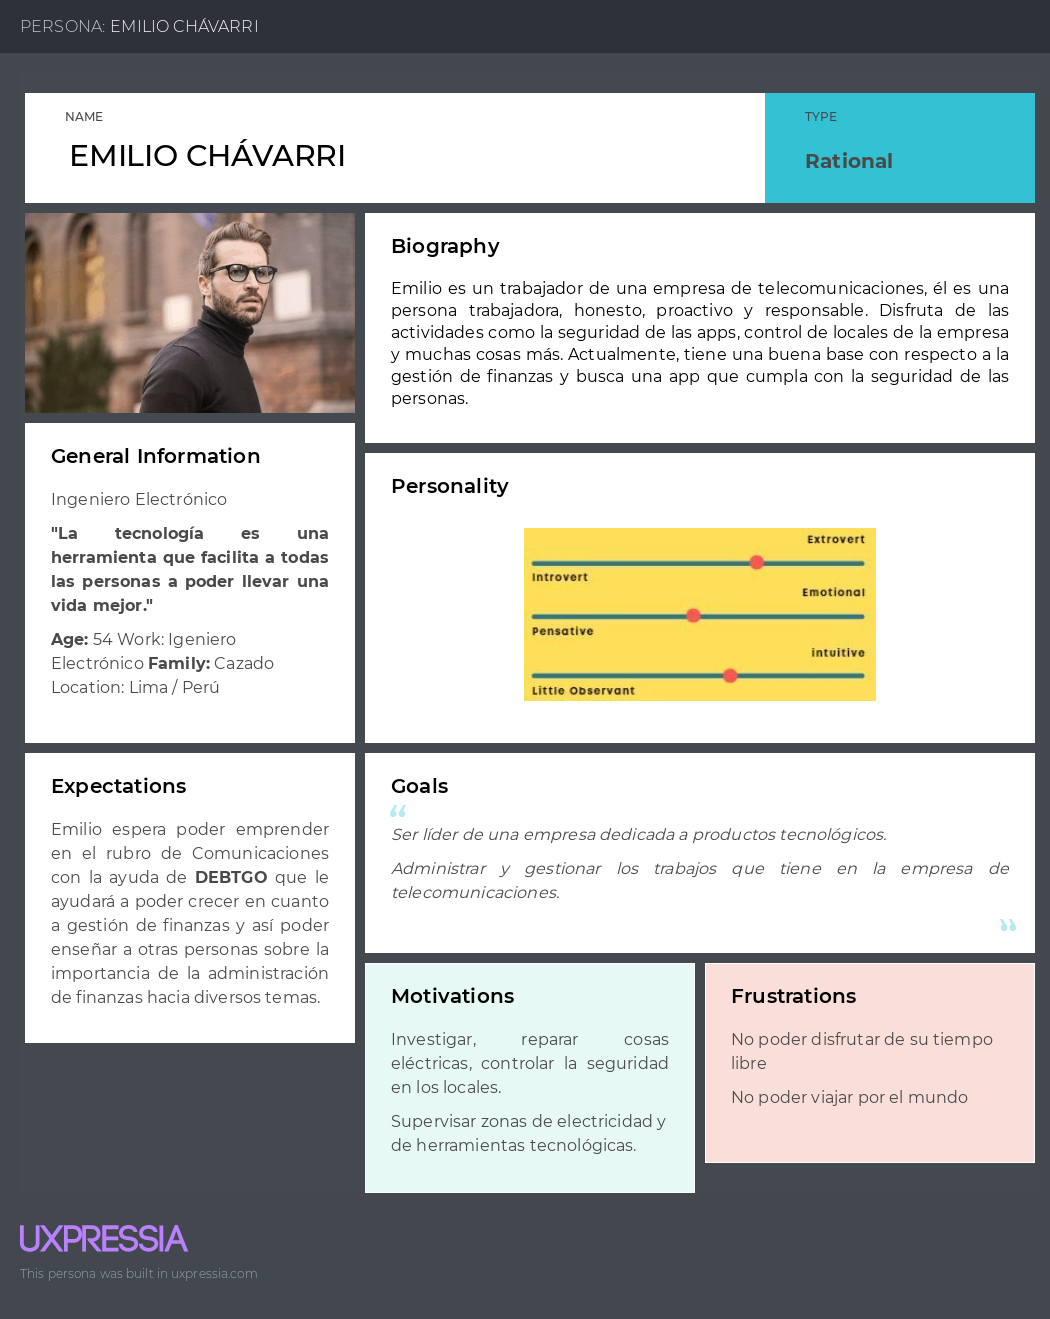 PERSONA: EMILIO CHÁVARRI
NAME
EMILIO CHÁVARRI
TYPE
Rational
Biography
Emilio es un trabajador de una empresa de telecomunicaciones, él es una
persona trabajadora, honesto, proactivo y responsable. Disfruta de las
actividades como la seguridad de las apps, control de locales de la empresa
y muchas cosas más. Actualmente, tiene una buena base con respecto a la
gestión de finanzas y busca una app que cumpla con la seguridad de las
personas.
General Information
Ingeniero Electrónico
"La tecnología es una
herramienta que facilita a todas
las personas a poder llevar una
vida mejor."
Age: 54 Work: Igeniero
Electrónico Family: Cazado
Location: Lima / Perú
Personality
Extrovert
Introvert
Emotional
Pensative
intuitive
Little Observant
Expectations
Emilio espera poder emprender
en el rubro de Comunicaciones
con la ayuda de DEBTGO que le
ayudará a poder crecer en cuanto
a gestión de finanzas y así poder
enseñar a otras personas sobre la
importancia de la administración
de finanzas hacia diversos temas.
Goals
“
Ser líder de una empresa dedicada a productos tecnológicos.
Administrar y gestionar los trabajos que tiene en la empresa de
telecomunicaciones.
”
Motivations
Investigar, reparar cosas
eléctricas, controlar la seguridad
en los locales.
Supervisar zonas de electricidad y
de herramientas tecnológicas.
Frustrations
No poder disfrutar de su tiempo
libre
No poder viajar por el mundo
UXPRESSIA
This persona was built in uxpressia.com